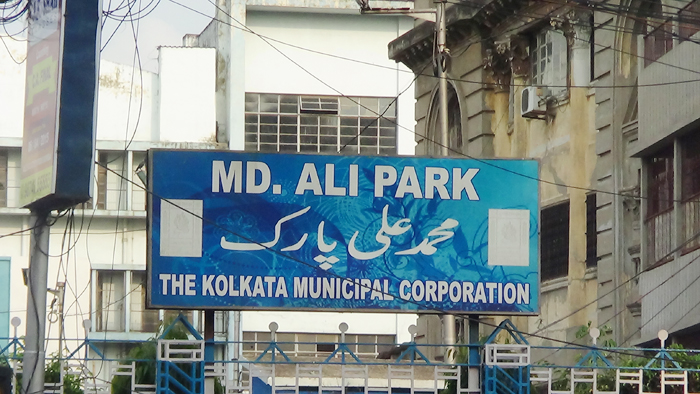 MD. ALI PARK
محمد علی پارک
THE KOLKATA MUNICIPAL CORPORATION